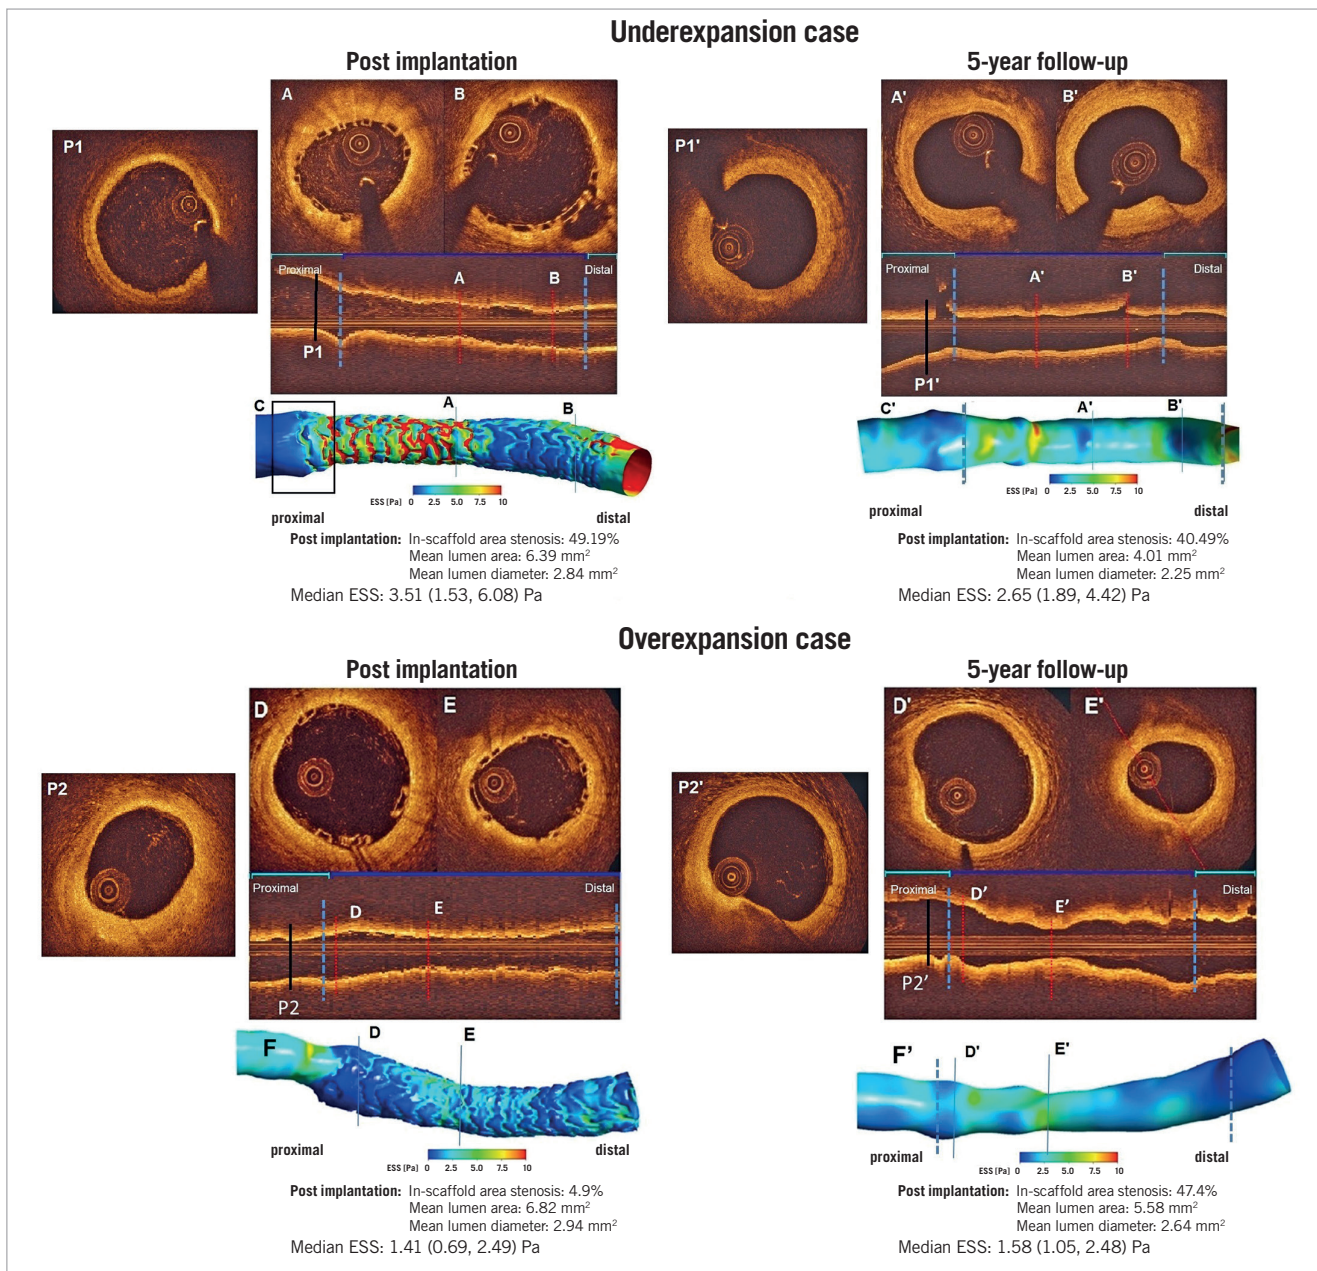 Underexpansion case
Post implantation
5-year follow-up
P1
A
B
Proximal
Distal
A
B
P1
C
A
B
ESS [Pa] 0 2.5 5.0 7.5 10
proximal
distal
Post implantation: In-scaffold area stenosis: 49.19%
Mean lumen area: 6.39 mm²
Mean lumen diameter: 2.84 mm²
Median ESS: 3.51 (1.53, 6.08) Pa
P1'
A'
B'
Proximal
Distal
A'
B'
P1'
C'
A'
B'
ESS [Pa] 0 2.5 5.0 7.5 10
proximal
distal
Post implantation: In-scaffold area stenosis: 40.49%
Mean lumen area: 4.01 mm²
Mean lumen diameter: 2.25 mm²
Median ESS: 2.65 (1.89, 4.42) Pa
Overexpansion case
Post implantation
5-year follow-up
P2
D
E
Proximal
Distal
D
E
P2
F
D
E
proximal
distal
ESS [Pa] 0 2.5 5.0 7.5 10
Post implantation: In-scaffold area stenosis: 4.9%
Mean lumen area: 6.82 mm²
Mean lumen diameter: 2.94 mm²
Median ESS: 1.41 (0.69, 2.49) Pa
P2'
D'
E'
Proximal
Distal
D'
E'
P2'
F'
D'
E'
proximal
distal
ESS [Pa] 0 2.5 5.0 7.5 10
Post implantation: In-scaffold area stenosis: 47.4%
Mean lumen area: 5.58 mm²
Mean lumen diameter: 2.64 mm²
Median ESS: 1.58 (1.05, 2.48) Pa